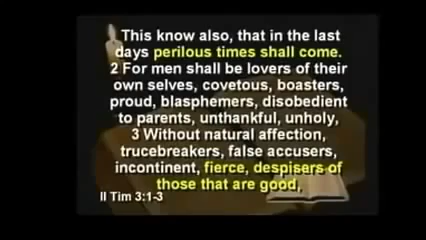 This know also, that in the last
days perilous times shall come.
2 For men shall be lovers of their
own selves, covetous, boasters,
proud, blasphemers, disobedient
to parents, unthankful, unholy,
3 Without natural affection,
trucebreakers, false accusers,
incontinent, fierce, despisers of
those that are good,
II Tim 3:1-3